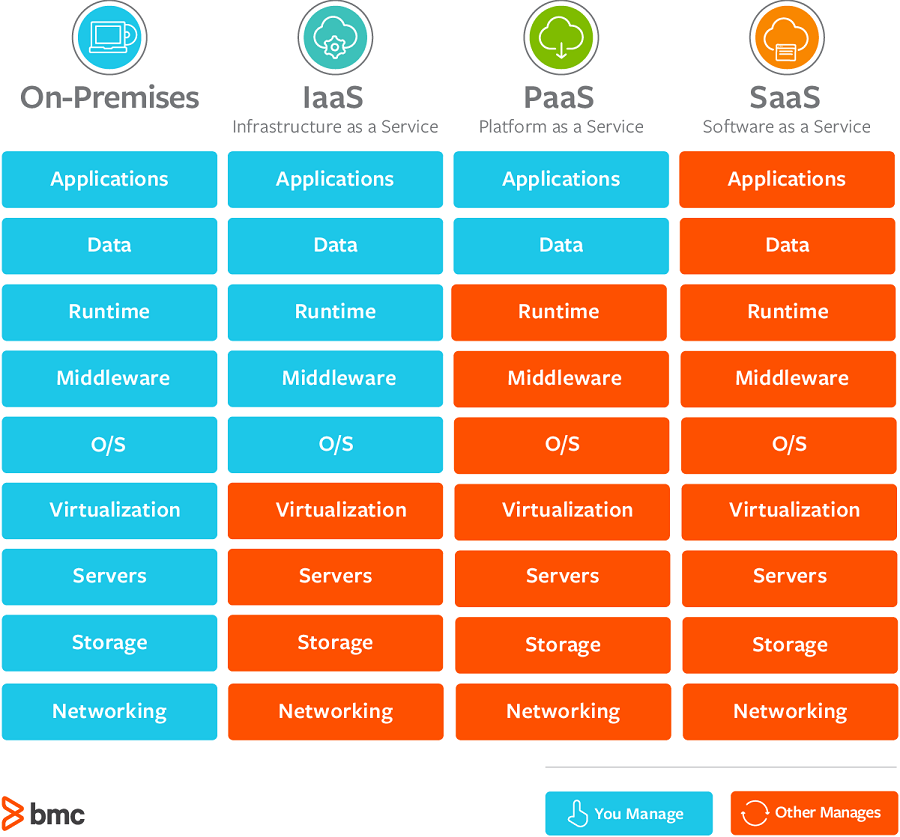 On-Premises
IaaS
Infrastructure as a Service
PaaS
Platform as a Service
SaaS
Software as a Service
Applications
Applications
Applications
Applications
Data
Data
Data
Data
Runtime
Runtime
Runtime
Runtime
Middleware
Middleware
Middleware
Middleware
O/S
O/S
O/S
O/S
Virtualization
Virtualization
Virtualization
Virtualization
Servers
Servers
Servers
Servers
Storage
Storage
Storage
Storage
Networking
Networking
Networking
Networking
bmc
You Manage
Other Manages